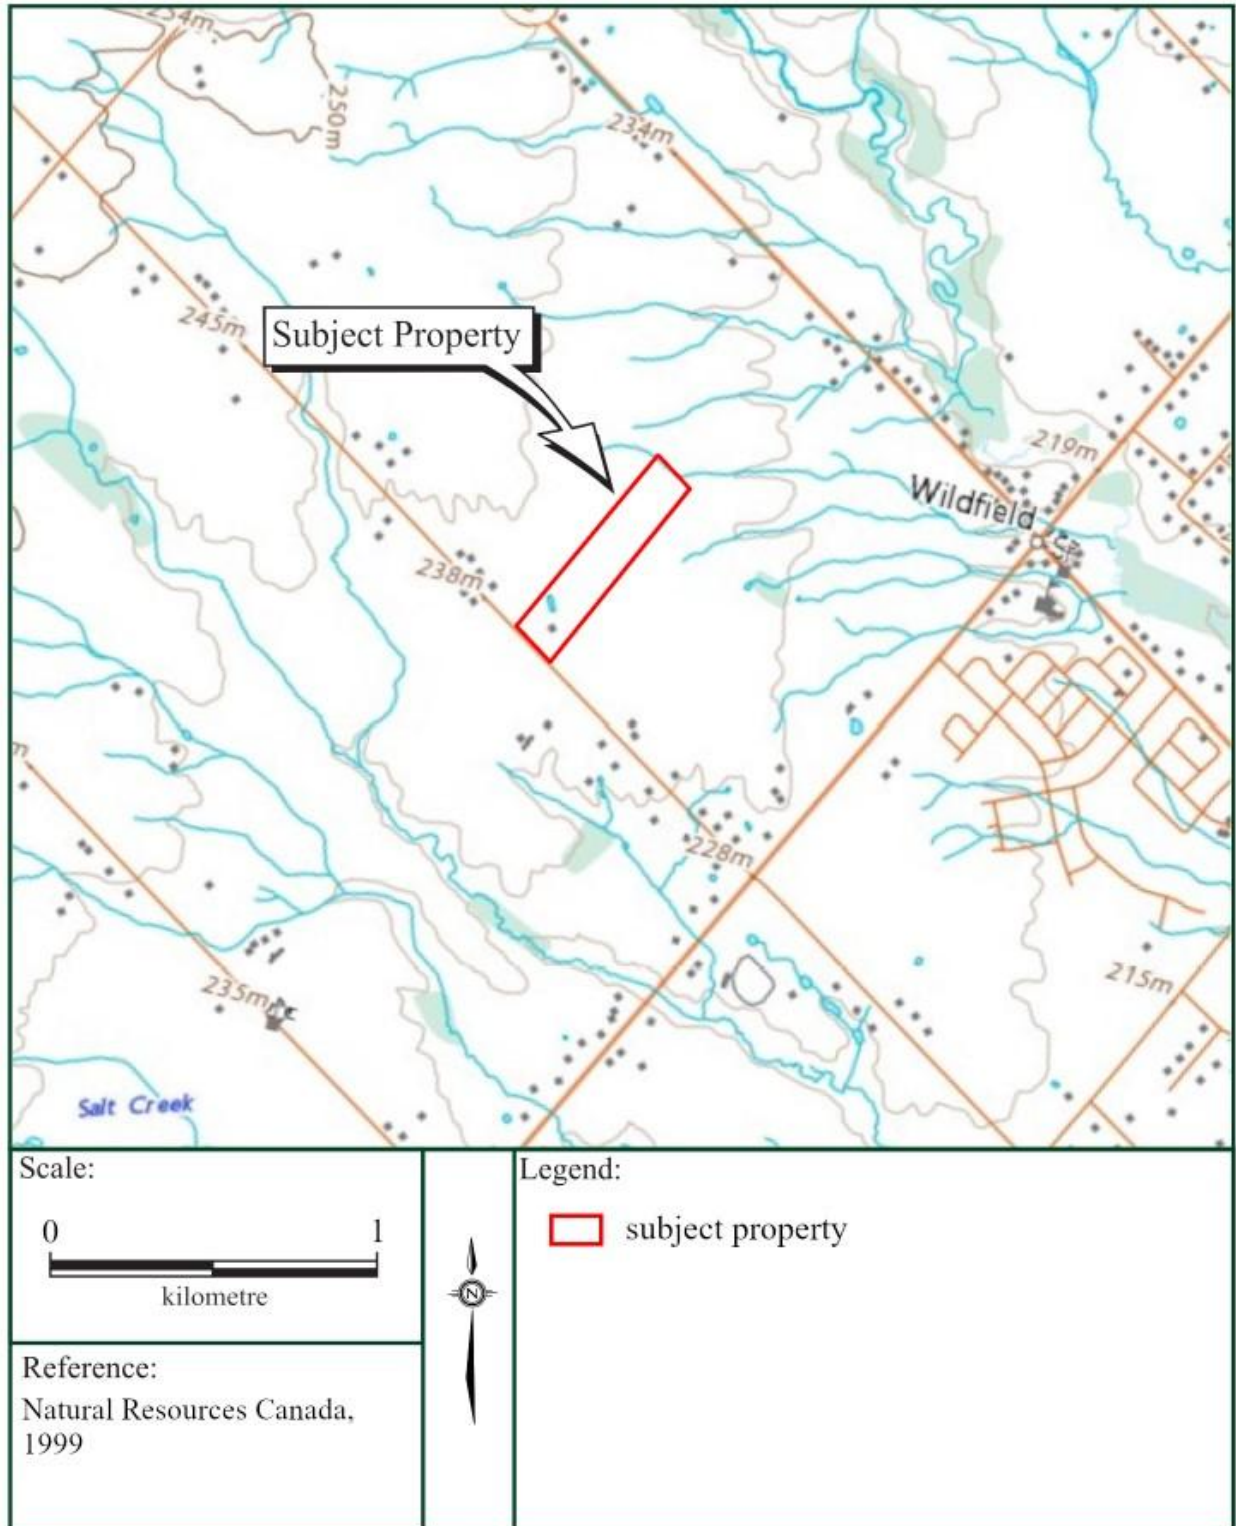 254m
250m
234m
245m
Subject Property
219m
Wildfield
238m
228m
235m
215m
Salt Creek
Scale:
0 1
kilometre
N
Legend:
subject property
Reference:
Natural Resources Canada,
1999